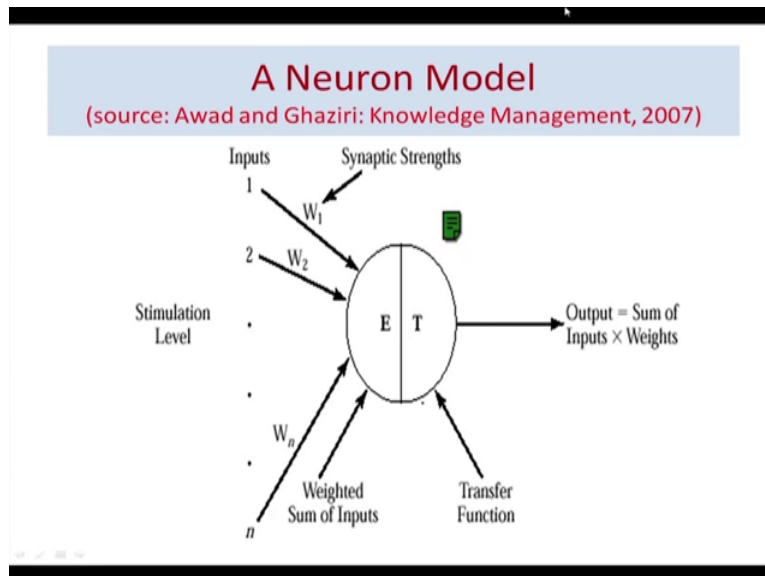 A Neuron Model
(source: Awad and Ghaziri: Knowledge Management, 2007)
Inputs
Synaptic Strengths
1
W1
2
W2
Stimulation
Level
E
T
Output = Sum of
Inputs × Weights
Wn
Weighted
Sum of Inputs
Transfer
Function
n